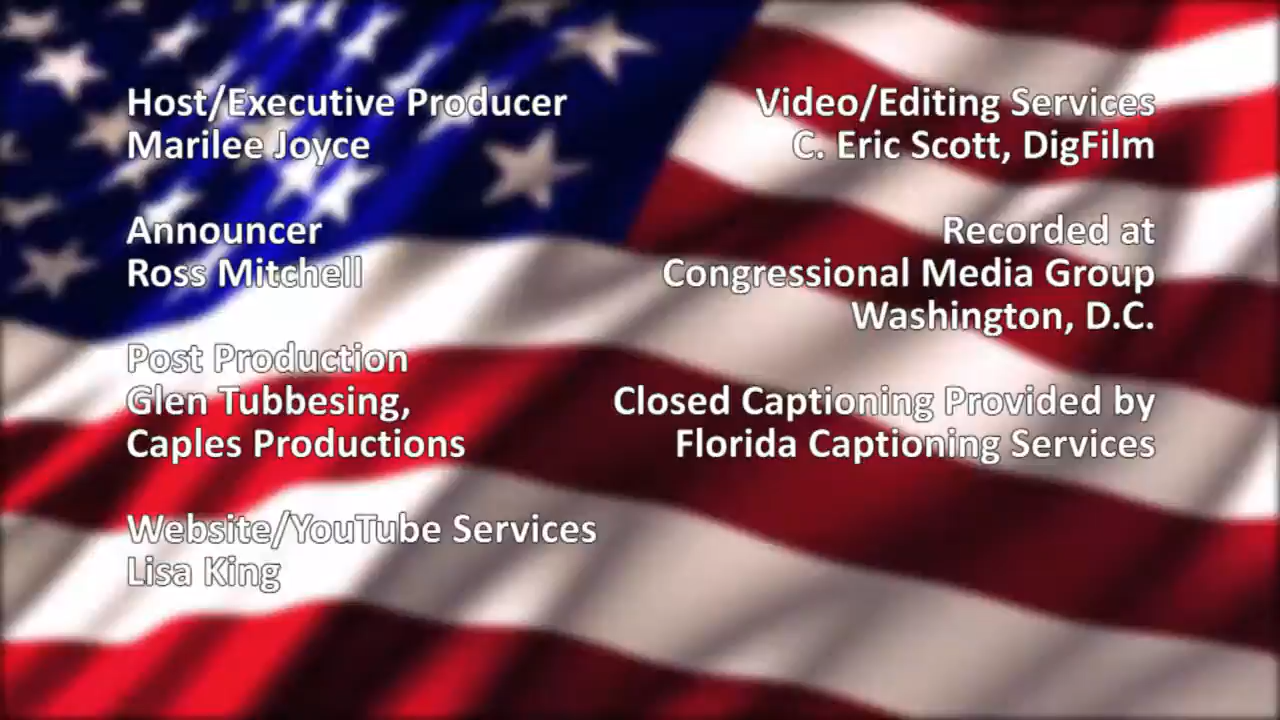 Host/Executive Producer
Marilee Joyce
Announcer
Ross Mitchell
Post Production
Glen Tubbesing,
Caples Productions
Website/YouTube Services
Lisa King
Video/Editing Services
C. Eric Scott, DigFilm
Recorded at
Congressional Media Group
Washington, D.C.
Closed Captioning Provided by
Florida Captioning Services